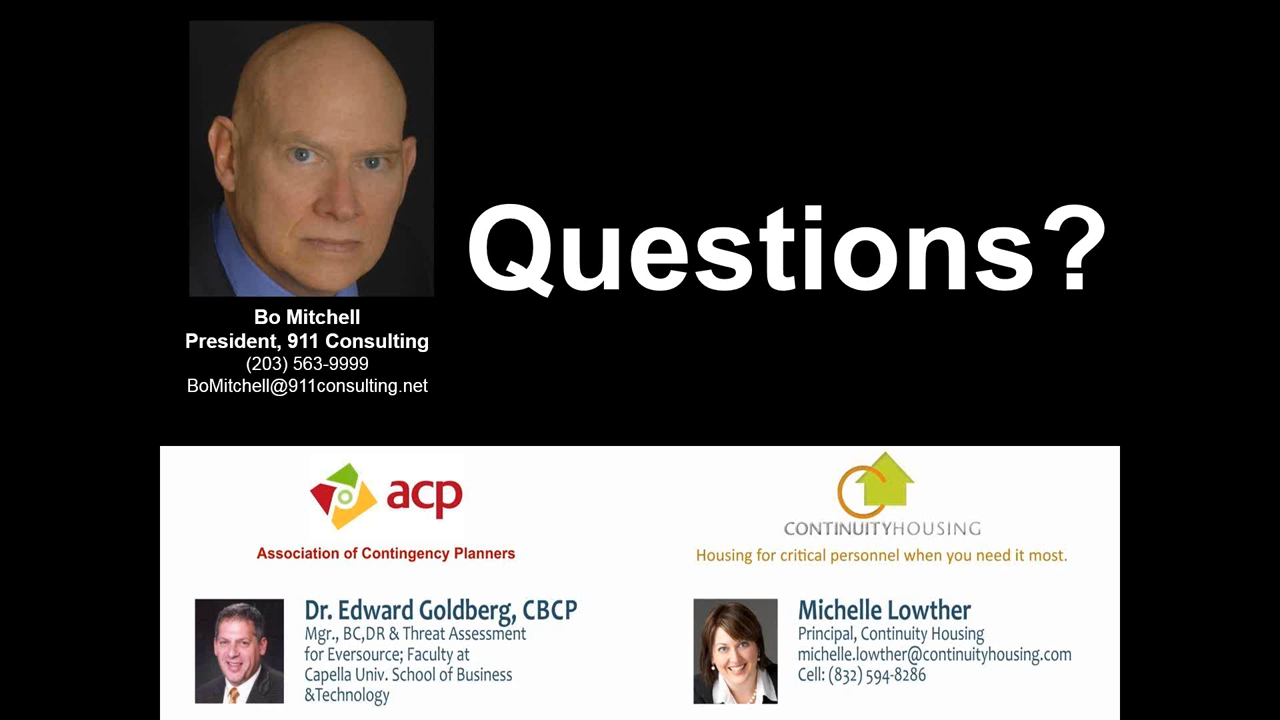 Questions?
Bo Mitchell
President, 911 Consulting
(203) 563-9999
BoMitchell@911consulting.net
acp
Association of Contingency Planners
Dr. Edward Goldberg, CBCP
Mgr., BC,DR & Threat Assessment
for Eversource; Faculty at
Capella Univ. School of Business
&Technology
CONTINUITYHOUSING
Housing for critical personnel when you need it most.
Michelle Lowther
Principal, Continuity Housing
michelle.lowther@continuityhousing.com
Cell: (832) 594-8286